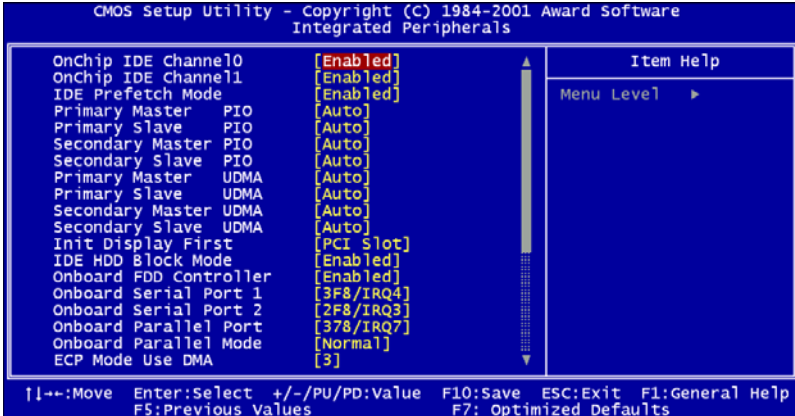 CMOS Setup Utility – Copyright (C) 1984-2001 Award Software
Integrated Peripherals
OnChip IDE Channel0 [Enabled]
OnChip IDE Channel1 [Enabled]
IDE Prefetch Mode [Enabled]
Primary Master PIO [Auto]
Primary Slave PIO [Auto]
Secondary Master PIO [Auto]
Secondary Slave PIO [Auto]
Primary Master UDMA [Auto]
Primary Slave UDMA [Auto]
Secondary Master UDMA [Auto]
Secondary Slave UDMA [Auto]
Init Display First [PCI Slot]
IDE HDD Block Mode [Enabled]
Onboard FDD Controller [Enabled]
Onboard Serial Port 1 [3F8/IRQ4]
Onboard Serial Port 2 [2F8/IRQ3]
Onboard Parallel Port [378/IRQ7]
Onboard Parallel Mode [Normal]
ECP Mode Use DMA [3]
Item Help
Menu Level ▶
↑↓→←:Move Enter:Select +/-/PU/PD:Value F10:Save ESC:Exit F1:General Help
F5:Previous Values F7: Optimized Defaults